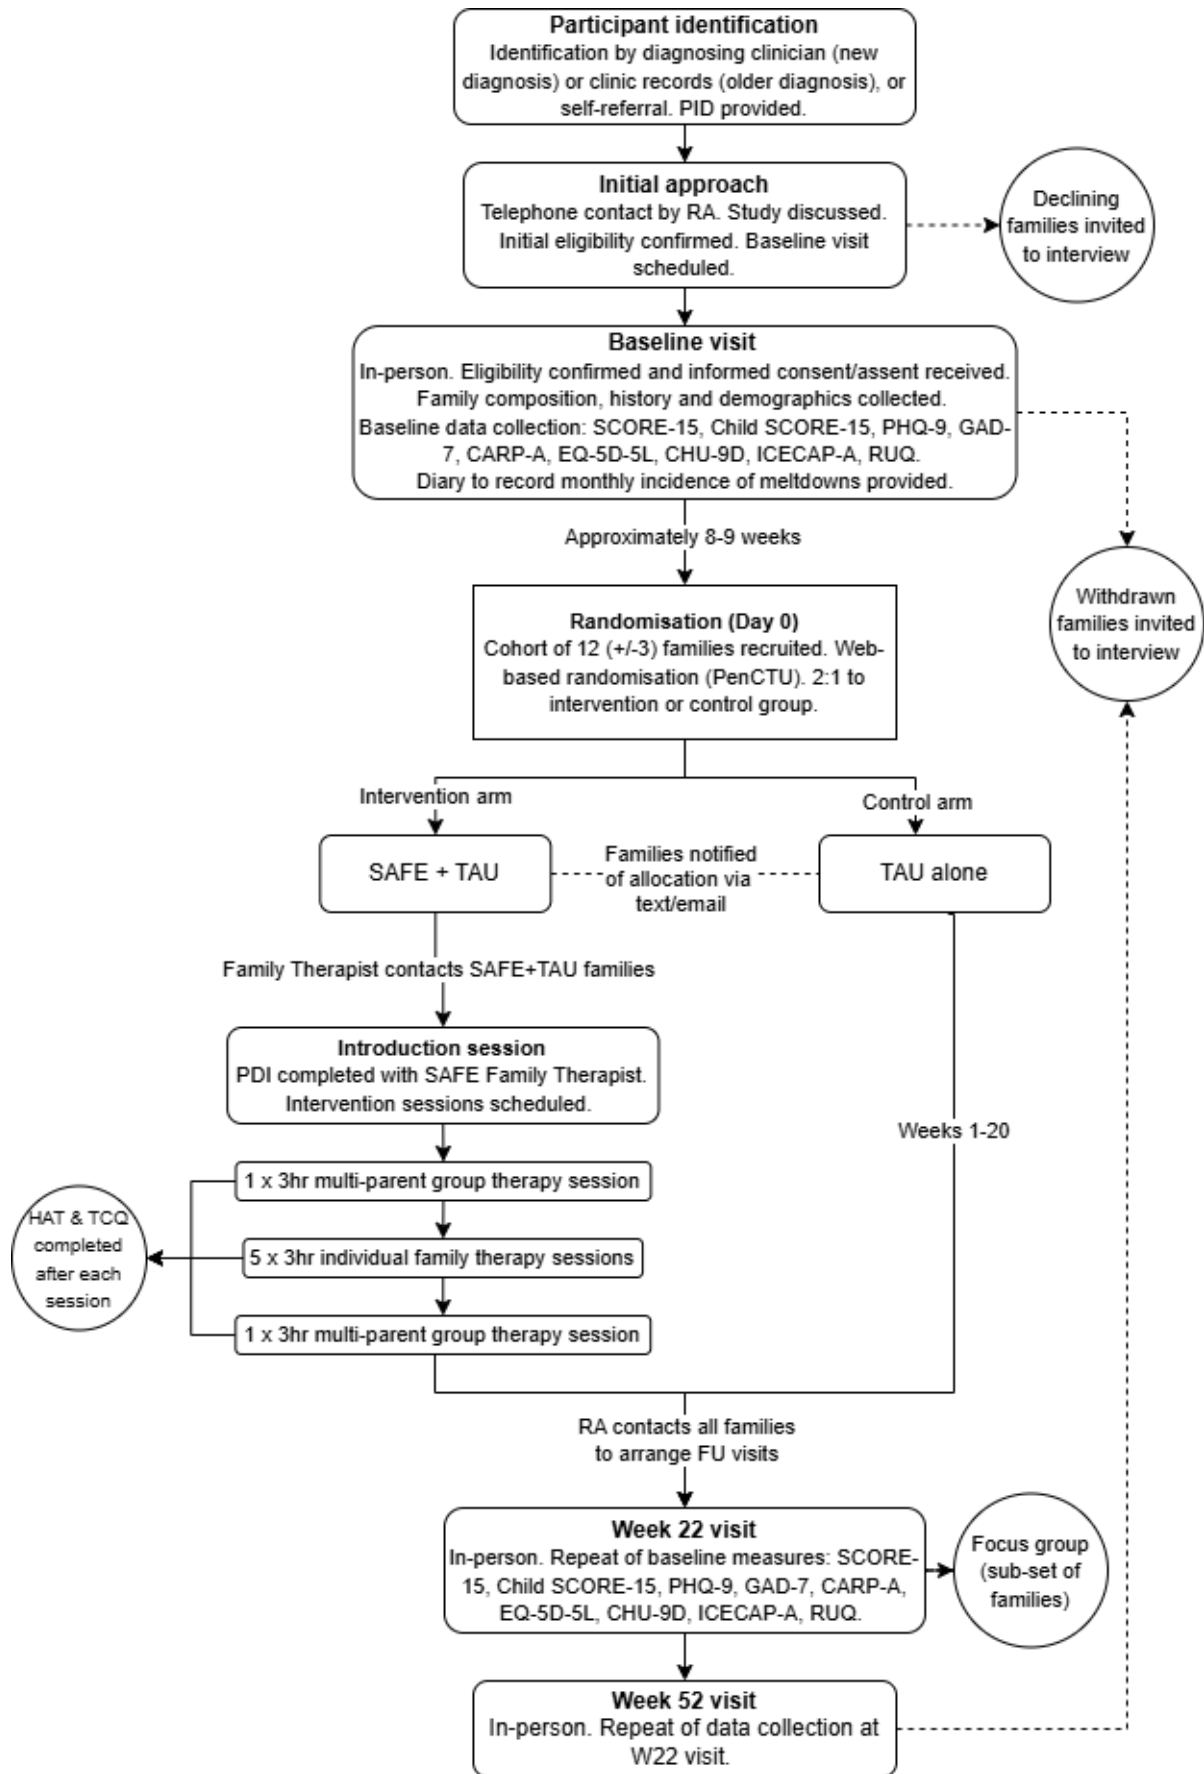 Participant identification
Identification by diagnosing clinician (new
diagnosis) or clinic records (older diagnosis), or
self-referral. PID provided.
Initial approach
Telephone contact by RA. Study discussed.
Initial eligibility confirmed. Baseline visit
scheduled.
Declining
families invited
to interview
Baseline visit
In-person. Eligibility confirmed and informed consent/assent received.
Family composition, history and demographics collected.
Baseline data collection: SCORE-15, Child SCORE-15, PHQ-9, GAD-
7, CARP-A, EQ-5D-5L, CHU-9D, ICECAP-A, RUQ.
Diary to record monthly incidence of meltdowns provided.
Approximately 8-9 weeks
Withdrawn
families invited
to interview
Randomisation (Day 0)
Cohort of 12 (+/-3) families recruited. Web-
based randomisation (PenCTU). 2:1 to
intervention or control group.
Intervention arm
Control arm
SAFE + TAU
Families notified
of allocation via
text/email
TAU alone
Family Therapist contacts SAFE+TAU families
Introduction session
PDI completed with SAFE Family Therapist.
Intervention sessions scheduled.
Weeks 1-20
1 x 3hr multi-parent group therapy session
HAT & TCQ
completed
after each
session
5 x 3hr individual family therapy sessions
1 x 3hr multi-parent group therapy session
RA contacts all families
to arrange FU visits
Week 22 visit
In-person. Repeat of baseline measures: SCORE-
15, Child SCORE-15, PHQ-9, GAD-7, CARP-A,
EQ-5D-5L, CHU-9D, ICECAP-A, RUQ.
Focus group
(sub-set of
families)
Week 52 visit
In-person. Repeat of data collection at
W22 visit.